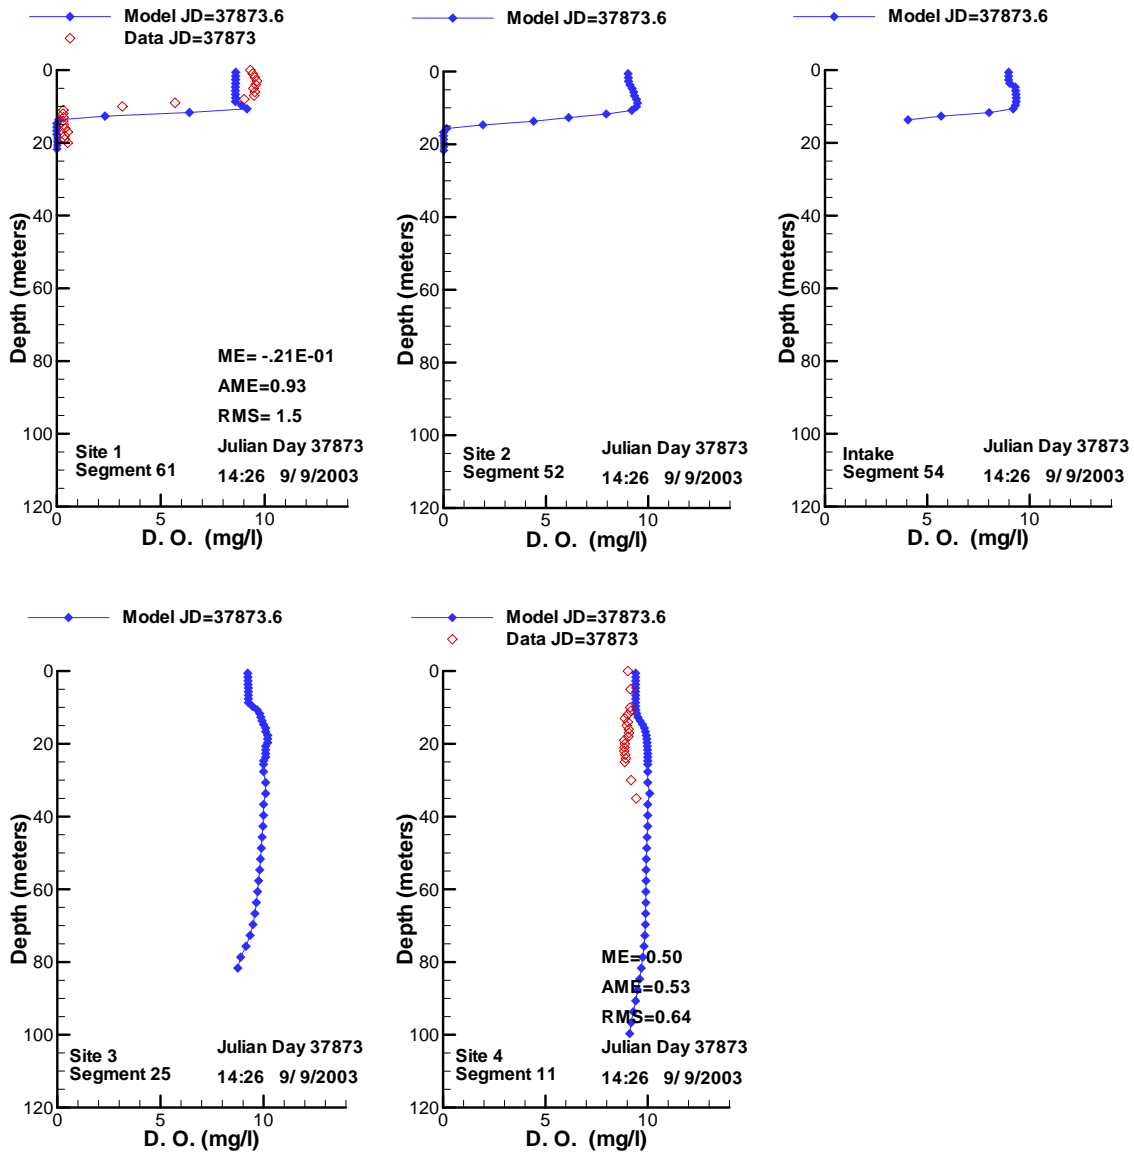 Model JD=37873.6
Data JD=37873
0
20
40
60
80
100
120
Depth (meters)
ME= -.21E-01
AME=0.93
RMS= 1.5
Site 1
Segment 61
Julian Day 37873
14:26 9/ 9/2003
0 5 10
D. O. (mg/l)
Model JD=37873.6
0
20
40
60
80
100
120
Depth (meters)
Site 2
Segment 52
Julian Day 37873
14:26 9/ 9/2003
0 5 10
D. O. (mg/l)
Model JD=37873.6
0
20
40
60
80
100
120
Depth (meters)
Intake
Segment 54
Julian Day 37873
14:26 9/ 9/2003
0 5 10
D. O. (mg/l)
Model JD=37873.6
0
20
40
60
80
100
120
Depth (meters)
Site 3
Segment 25
Julian Day 37873
14:26 9/ 9/2003
0 5 10
D. O. (mg/l)
Model JD=37873.6
Data JD=37873
0
20
40
60
80
100
120
Depth (meters)
ME=0.50
AME=0.53
RMS=0.64
Site 4
Segment 11
Julian Day 37873
14:26 9/ 9/2003
0 5 10
D. O. (mg/l)